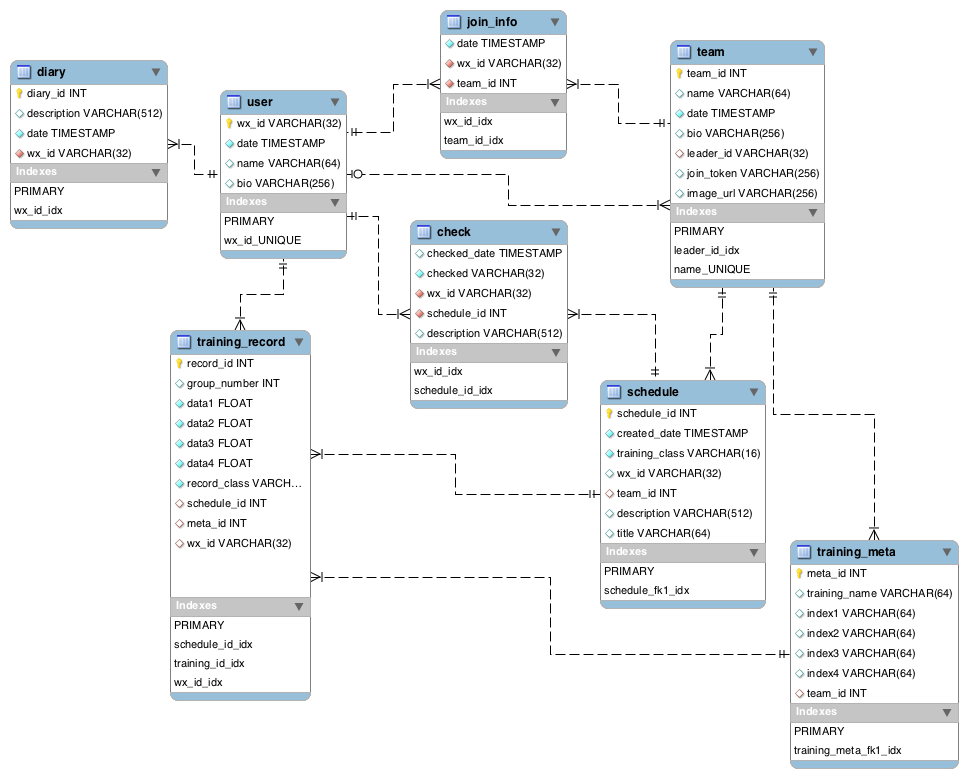 join_info
date TIMESTAMP
wx_id VARCHAR(32)
team_id INT
Indexes
wx_id_idx
team_id_idx
team
team_id INT
name VARCHAR(64)
date TIMESTAMP
bio VARCHAR(256)
leader_id VARCHAR(32)
join_token VARCHAR(256)
image_url VARCHAR(256)
Indexes
PRIMARY
leader_id_idx
name_UNIQUE
diary
diary_id INT
description VARCHAR(512)
date TIMESTAMP
wx_id VARCHAR(32)
Indexes
PRIMARY
wx_id_idx
user
wx_id VARCHAR(32)
date TIMESTAMP
name VARCHAR(64)
bio VARCHAR(256)
Indexes
PRIMARY
wx_id_UNIQUE
check
checked_date TIMESTAMP
checked VARCHAR(32)
wx_id VARCHAR(32)
schedule_id INT
description VARCHAR(512)
Indexes
wx_id_idx
schedule_id_idx
training_record
record_id INT
group_number INT
data1 FLOAT
data2 FLOAT
data3 FLOAT
data4 FLOAT
record_class VARCH...
schedule_id INT
meta_id INT
wx_id VARCHAR(32)
Indexes
PRIMARY
schedule_id_idx
training_id_idx
wx_id_idx
schedule
schedule_id INT
created_date TIMESTAMP
training_class VARCHAR(16)
wx_id VARCHAR(32)
team_id INT
description VARCHAR(512)
title VARCHAR(64)
Indexes
PRIMARY
schedule_fk1_idx
training_meta
meta_id INT
training_name VARCHAR(64)
index1 VARCHAR(64)
index2 VARCHAR(64)
index3 VARCHAR(64)
index4 VARCHAR(64)
team_id INT
Indexes
PRIMARY
training_meta_fk1_idx